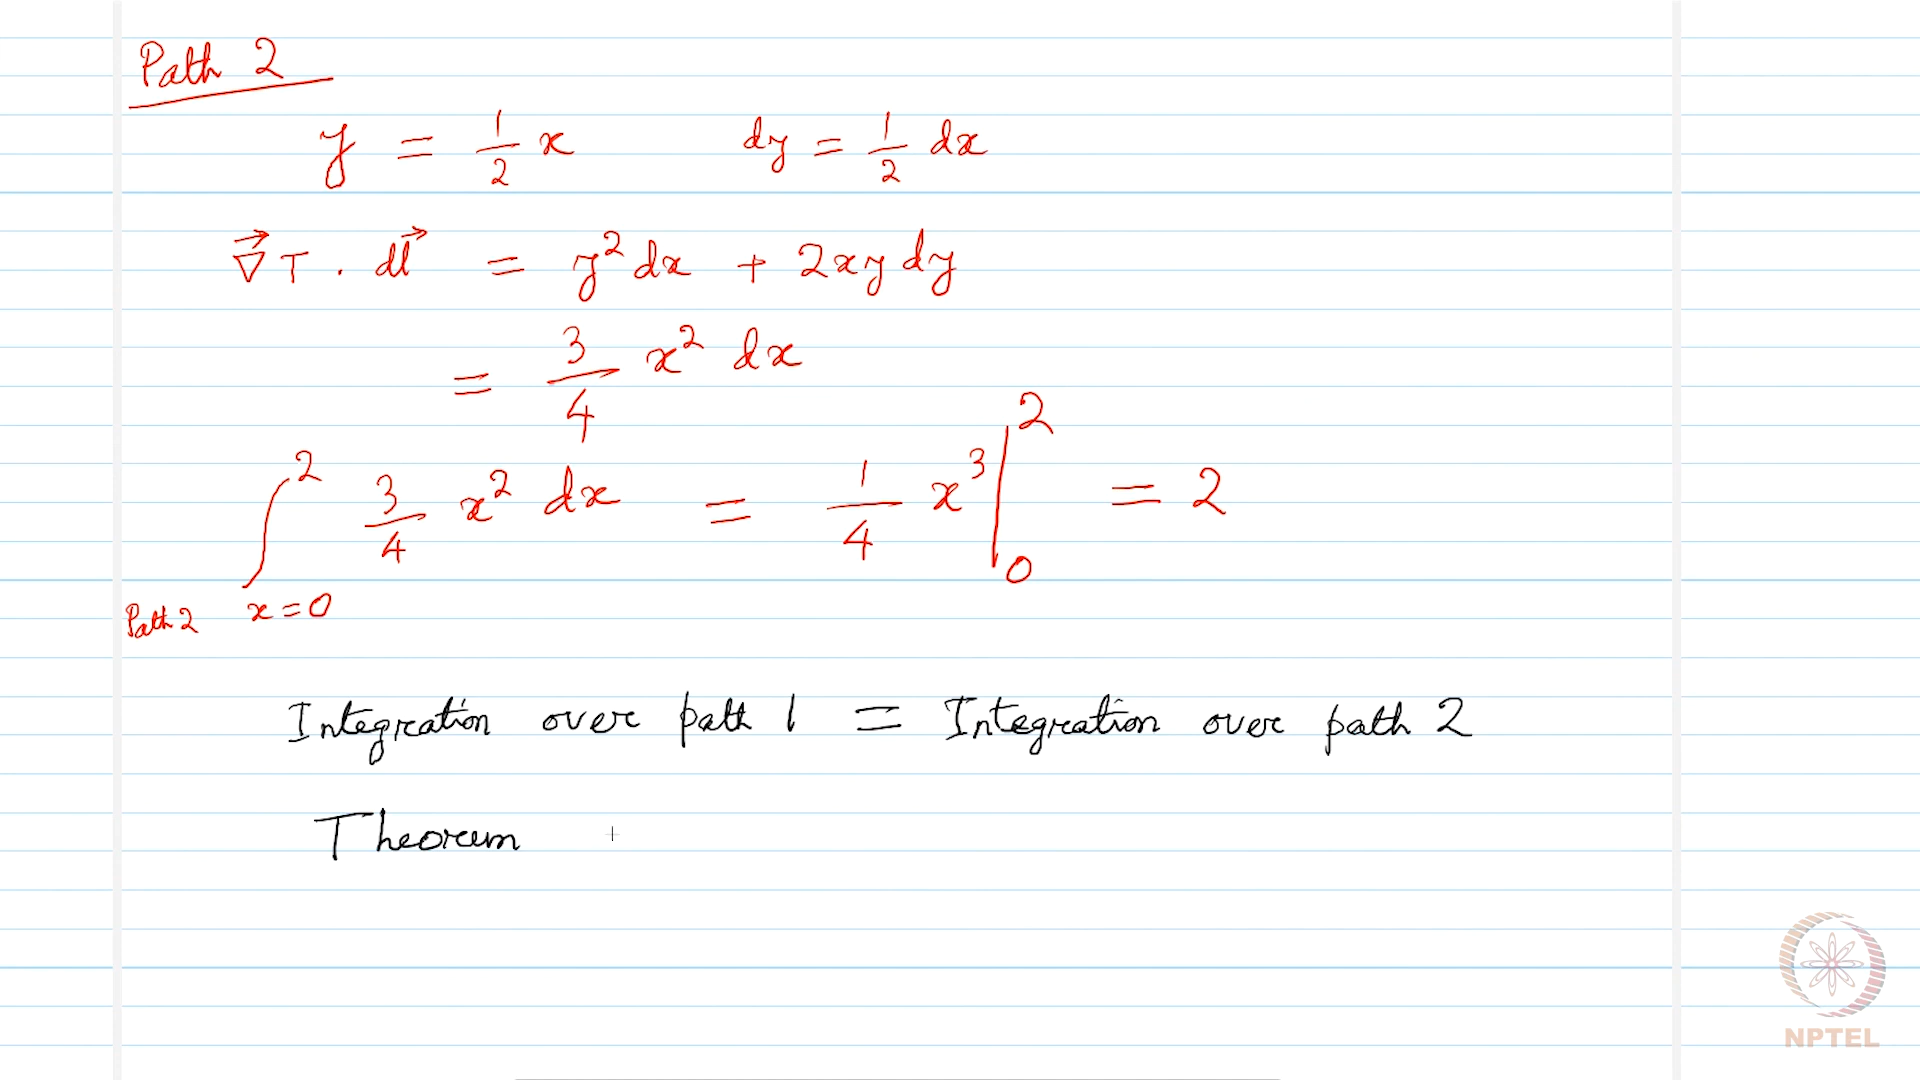 Path 2
y = 1/2 x    dy = 1/2 dx
∇⃗T . dl⃗ = y² dx + 2xy dy
= 3/4 x² dx
∫ 2 3/4 x² dx = 1/4 x³ | 2 0 = 2
Path 2 x = 0
Integration over path 1 = Integration over path 2
Theorem
NPTEL